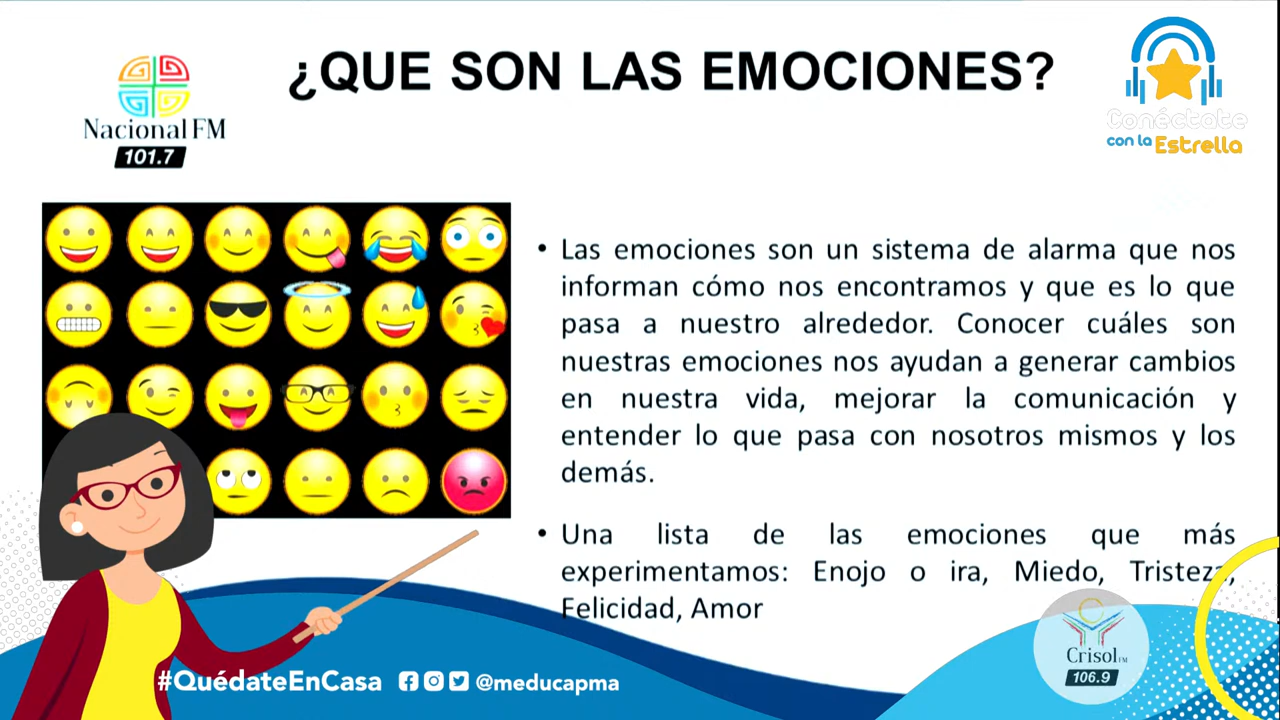 ¿QUE SON LAS EMOCIONES?
Nacional FM
101.7
Conéctate
con la Estrella
• Las emociones son un sistema de alarma que nos
informan cómo nos encontramos y que es lo que
pasa a nuestro alrededor. Conocer cuáles son
nuestras emociones nos ayudan a generar cambios
en nuestra vida, mejorar la comunicación y
entender lo que pasa con nosotros mismos y los
demás.
• Una lista de las emociones que más
experimentamos: Enojo o ira, Miedo, Tristeza,
Felicidad, Amor
Crisol FM
106.9
#QuédateEnCasa @meducapma